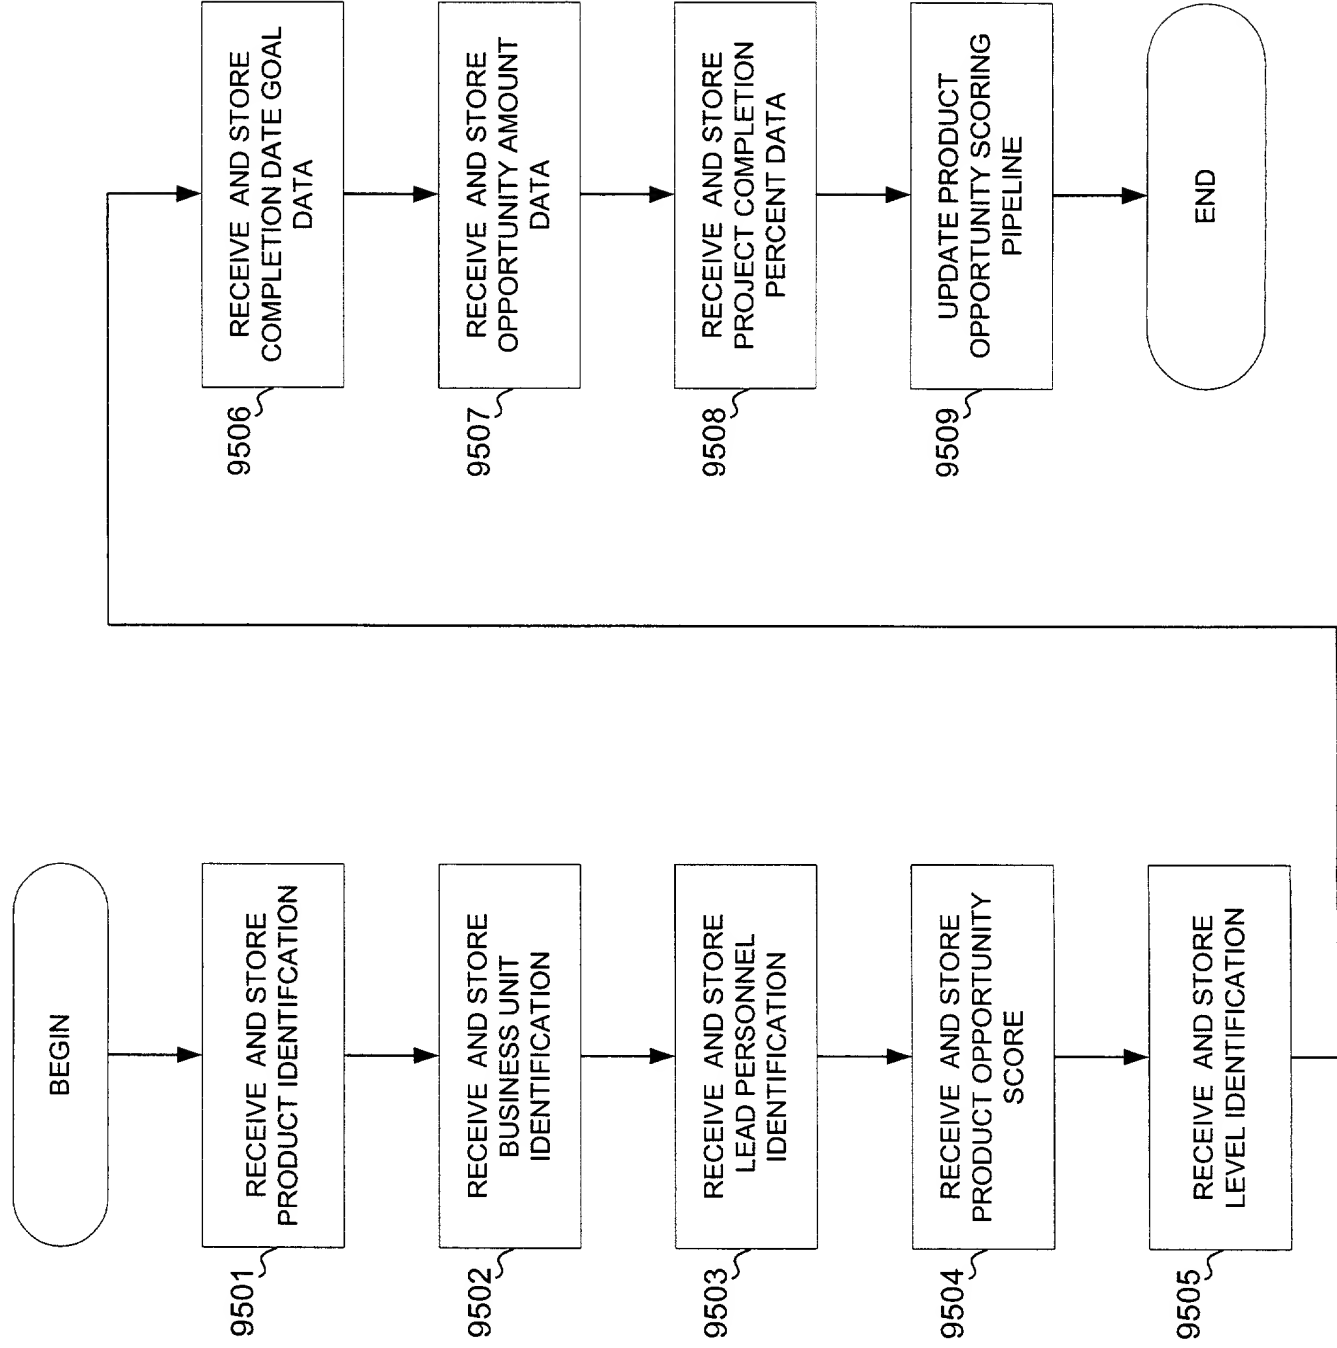 BEGIN
RECEIVE AND STORE
PRODUCT IDENTIFCATION
9501
RECEIVE AND STORE
BUSINESS UNIT
IDENTIFICATION
9502
RECEIVE AND STORE
LEAD PERSONNEL
IDENTIFICATION
9503
RECEIVE AND STORE
PRODUCT OPPORTUNITY
SCORE
9504
RECEIVE AND STORE
LEVEL IDENTIFICATION
9505
RECEIVE AND STORE
COMPLETION DATE GOAL
DATA
9506
RECEIVE AND STORE
OPPORTUNITY AMOUNT
DATA
9507
RECEIVE AND STORE
PROJECT COMPLETION
PERCENT DATA
9508
UPDATE PRODUCT
OPPORTUNITY SCORING
PIPELINE
9509
END